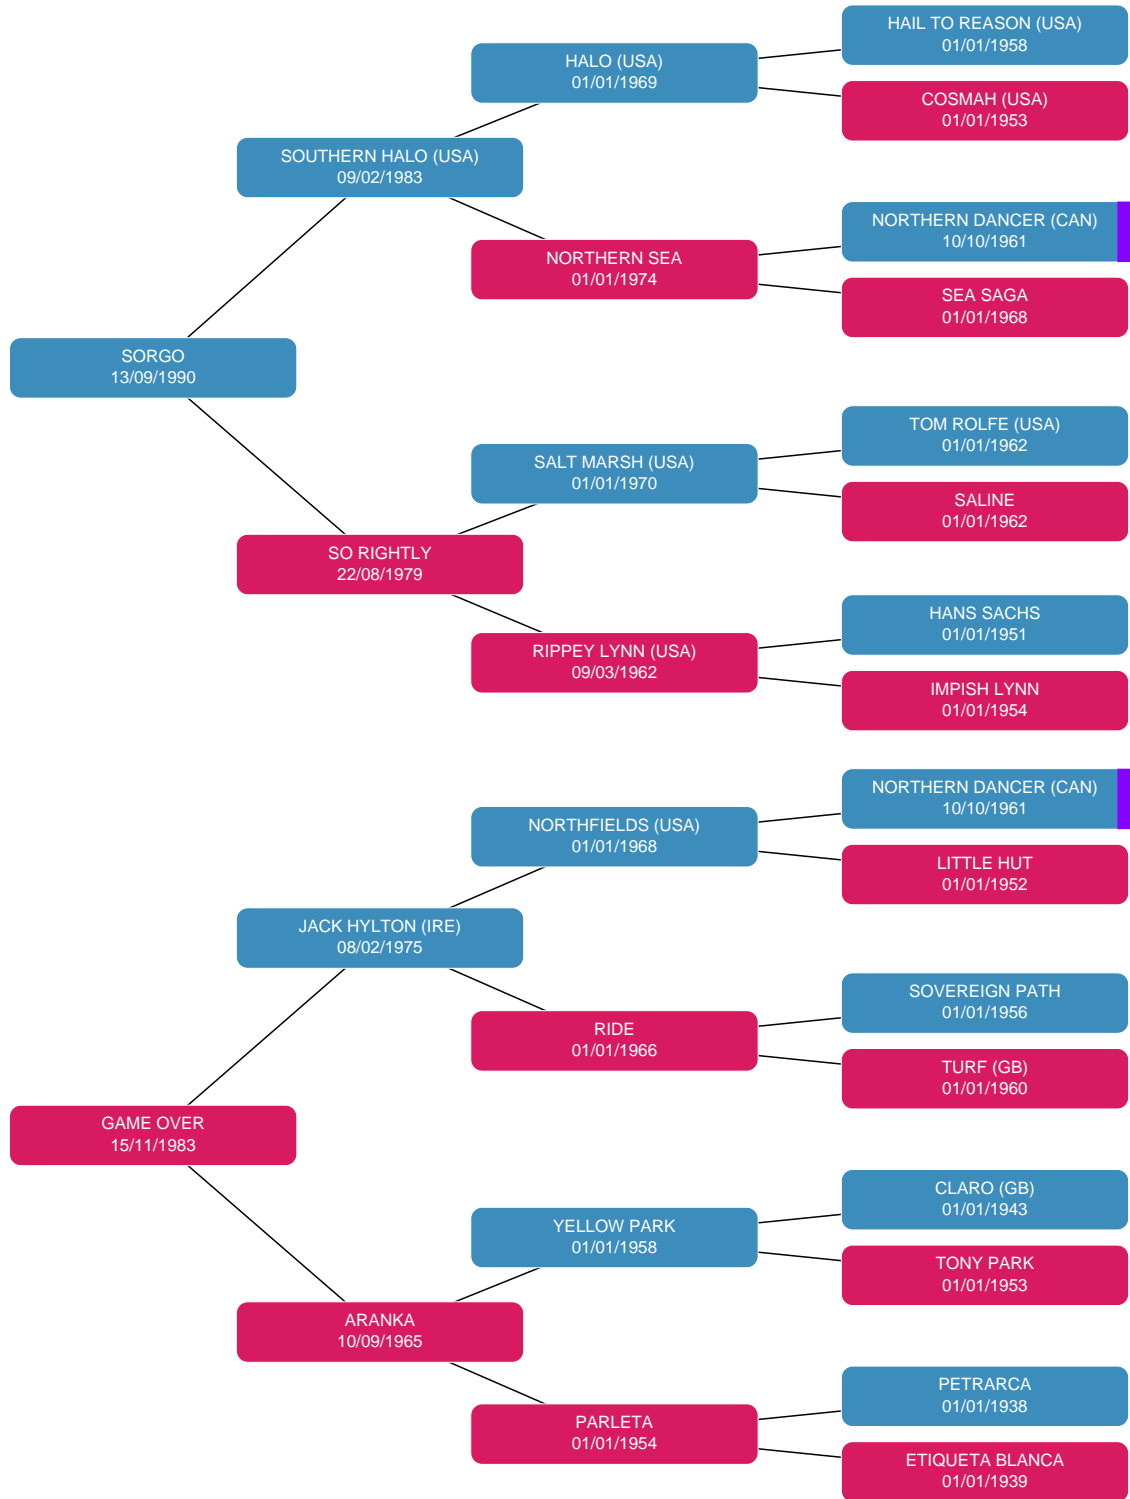 HAIL TO REASON (USA)
01/01/1958
HALO (USA)
01/01/1969
COSMAH (USA)
01/01/1953
SOUTHERN HALO (USA)
09/02/1983
NORTHERN DANCER (CAN)
10/10/1961
NORTHERN SEA
01/01/1974
SEA SAGA
01/01/1968
SORGO
13/09/1990
TOM ROLFE (USA)
01/01/1962
SALT MARSH (USA)
01/01/1970
SALINE
01/01/1962
SO RIGHTLY
22/08/1979
HANS SACHS
01/01/1951
RIPPEY LYNN (USA)
09/03/1962
IMPISH LYNN
01/01/1954
NORTHERN DANCER (CAN)
10/10/1961
NORTHFIELDS (USA)
01/01/1968
LITTLE HUT
01/01/1952
JACK HYLTON (IRE)
08/02/1975
SOVEREIGN PATH
01/01/1956
RIDE
01/01/1966
TURF (GB)
01/01/1960
GAME OVER
15/11/1983
CLARO (GB)
01/01/1943
YELLOW PARK
01/01/1958
TONY PARK
01/01/1953
ARANKA
10/09/1965
PETRARCA
01/01/1938
PARLETA
01/01/1954
ETIQUETA BLANCA
01/01/1939